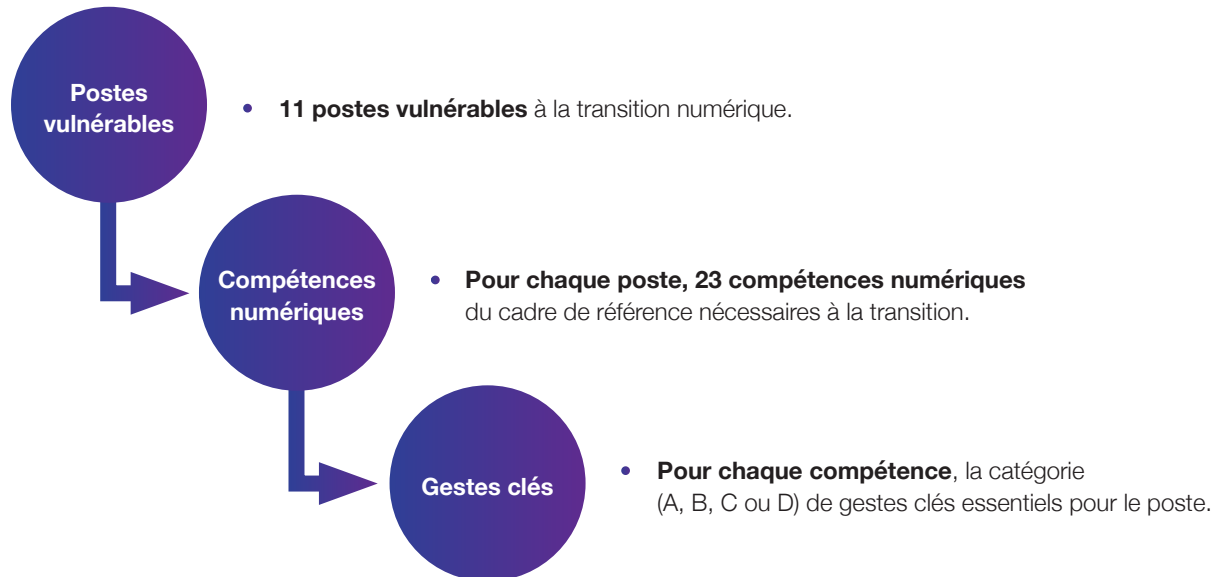 Postes
vulnérables
• 11 postes vulnérables à la transition numérique.
Compétences
numériques
• Pour chaque poste, 23 compétences numériques
du cadre de référence nécessaires à la transition.
Gestes clés
• Pour chaque compétence, la catégorie
(A, B, C ou D) de gestes clés essentiels pour le poste.